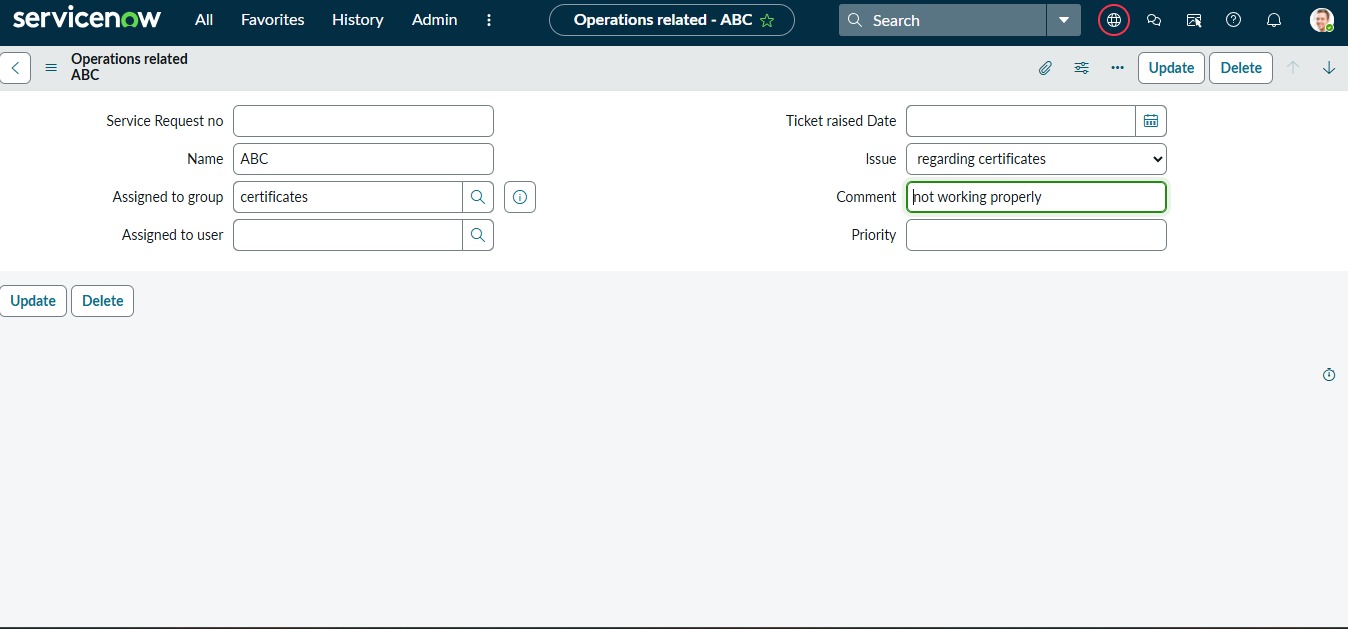 servicenow All Favorites History Admin Operations related - ABC Search
Operations related
ABC
Update Delete
Service Request no
Ticket raised Date
Name ABC
Issue regarding certificates
Assigned to group certificates
Comment not working properly
Assigned to user
Priority
Update Delete